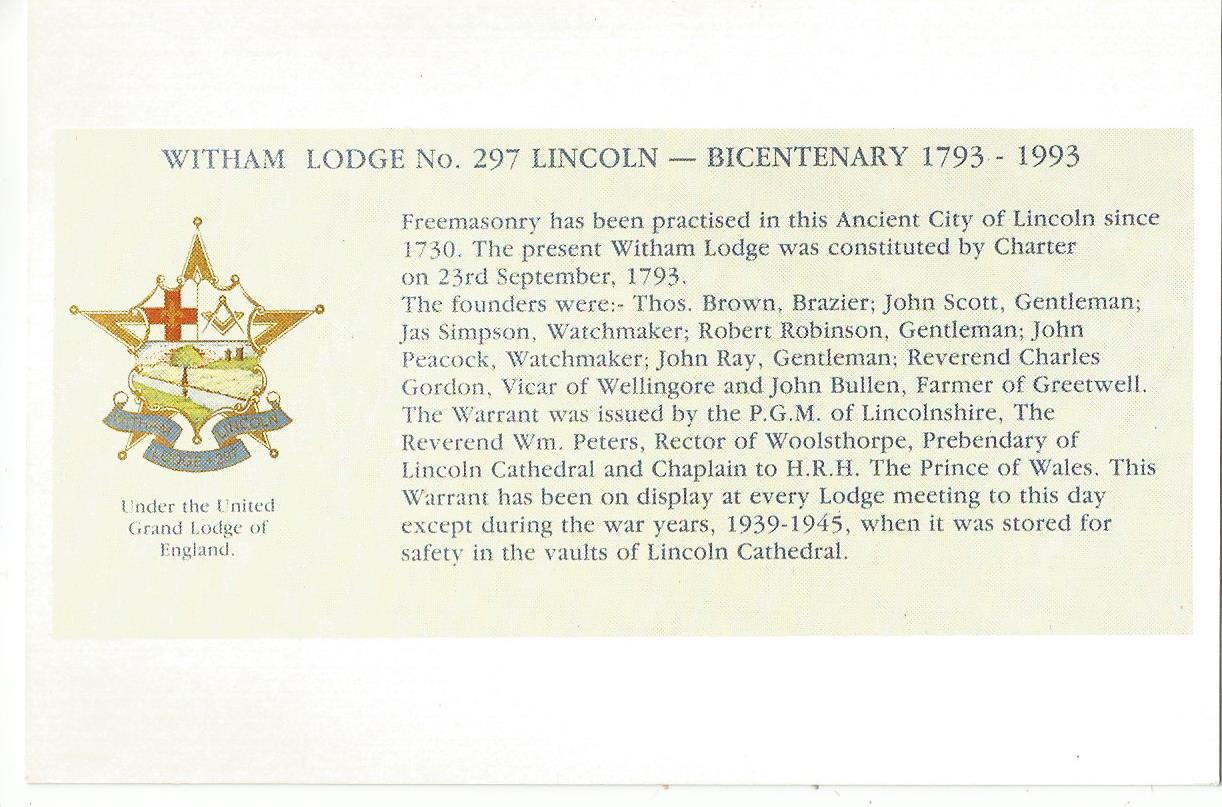 WITHAM LODGE No. 297 LINCOLN — BICENTENARY 1793 - 1993
Freemasonry has been practised in this Ancient City of Lincoln since
1730. The present Witham Lodge was constituted by Charter
on 23rd September, 1793.
The founders were:- Thos. Brown, Brazier; John Scott, Gentleman;
Jas Simpson, Watchmaker; Robert Robinson, Gentleman; John
Peacock, Watchmaker; John Ray, Gentleman; Reverend Charles
Gordon, Vicar of Wellingore and John Bullen, Farmer of Greetwell.
The Warrant was issued by the P.G.M. of Lincolnshire, The
Reverend Wm. Peters, Rector of Woolsthorpe, Prebendary of
Lincoln Cathedral and Chaplain to H.R.H. The Prince of Wales. This
Warrant has been on display at every Lodge meeting to this day
except during the war years, 1939-1945, when it was stored for
safety in the vaults of Lincoln Cathedral.
WITHAM
LINCOLN
LODGE 297
Under the United
Grand Lodge of
England.